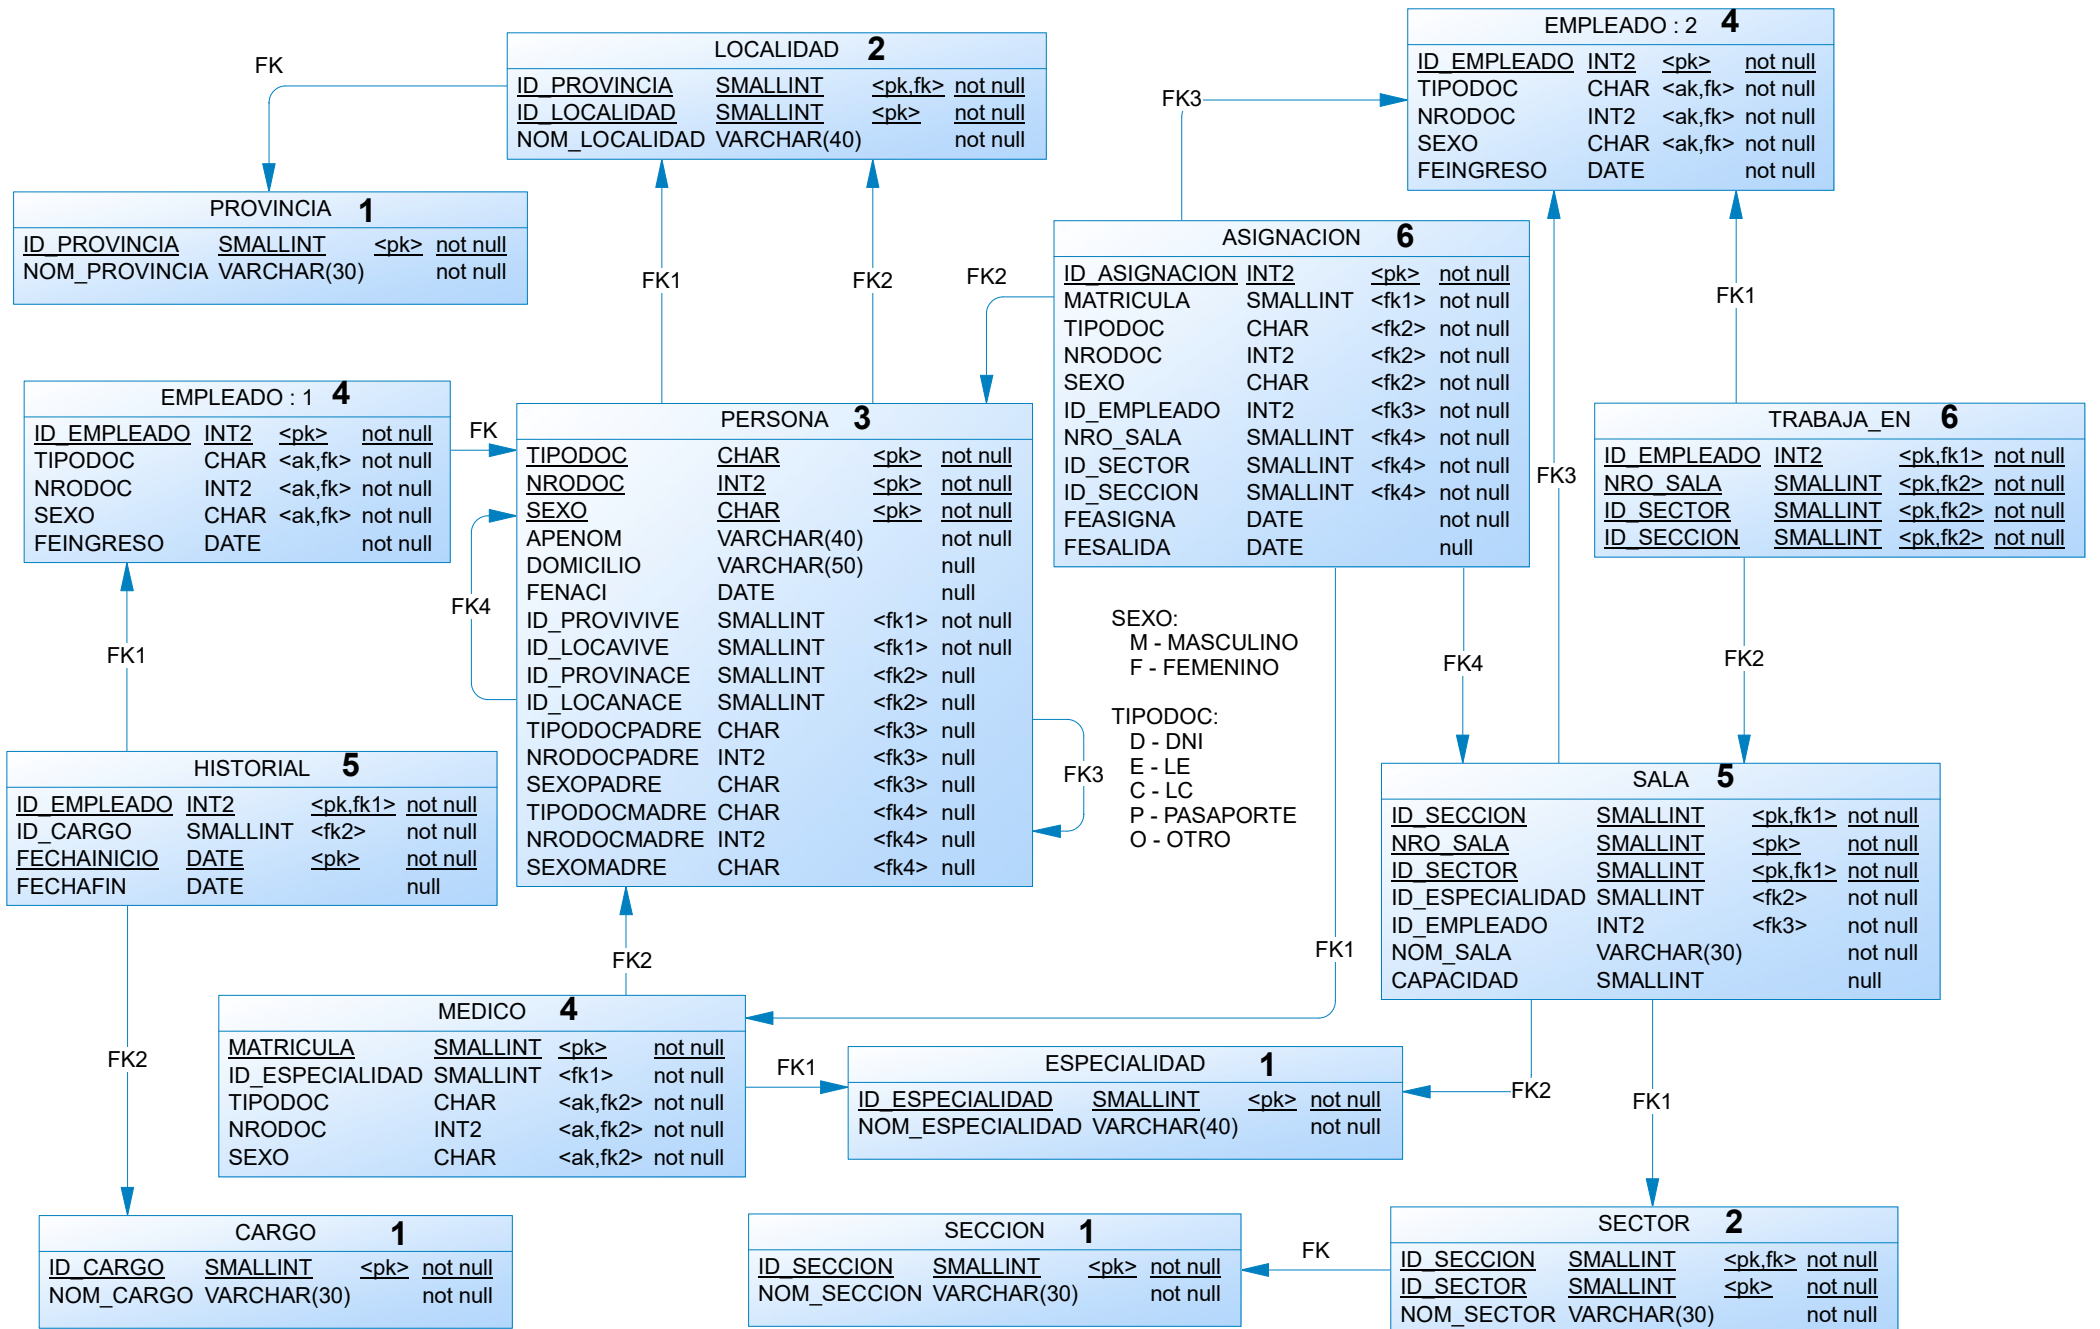 LOCALIDAD 2
ID_PROVINCIA SMALLINT <pk,fk> not null
ID_LOCALIDAD SMALLINT <pk> not null
NOM_LOCALIDAD VARCHAR(40) not null
EMPLEADO : 2 4
ID_EMPLEADO INT2 <pk> not null
TIPODOC CHAR <ak,fk> not null
NRODOC INT2 <ak,fk> not null
SEXO CHAR <ak,fk> not null
FEINGRESO DATE not null
FK
FK3
PROVINCIA 1
ID_PROVINCIA SMALLINT <pk> not null
NOM_PROVINCIA VARCHAR(30) not null
FK1
FK2
FK2
FK1
ASIGNACION 6
ID_ASIGNACION INT2 <pk> not null
MATRICULA SMALLINT <fk1> not null
TIPODOC CHAR <fk2> not null
NRODOC INT2 <fk2> not null
SEXO CHAR <fk2> not null
ID_EMPLEADO INT2 <fk3> not null
NRO_SALA SMALLINT <fk4> not null
ID_SECTOR SMALLINT <fk4> not null
ID_SECCION SMALLINT <fk4> not null
FEASIGNA DATE not null
FESALIDA DATE null
EMPLEADO : 1 4
ID_EMPLEADO INT2 <pk> not null
TIPODOC CHAR <ak,fk> not null
NRODOC INT2 <ak,fk> not null
SEXO CHAR <ak,fk> not null
FEINGRESO DATE not null
FK
PERSONA 3
TIPODOC CHAR <pk> not null
NRODOC INT2 <pk> not null
SEXO CHAR <pk> not null
APENOM VARCHAR(40) not null
DOMICILIO VARCHAR(50) null
FENACI DATE null
ID_PROVIVIVE SMALLINT <fk1> not null
ID_LOCAVIVE SMALLINT <fk1> not null
ID_PROVINACE SMALLINT <fk2> null
ID_LOCANACE SMALLINT <fk2> null
TIPODOCPADRE CHAR <fk3> null
NRODOCPADRE INT2 <fk3> null
SEXOPADRE CHAR <fk3> null
TIPODOCMADRE CHAR <fk4> null
NRODOCMADRE INT2 <fk4> null
SEXOMADRE CHAR <fk4> null
TRABAJA_EN 6
ID_EMPLEADO INT2 <pk,fk1> not null
NRO_SALA SMALLINT <pk,fk2> not null
ID_SECTOR SMALLINT <pk,fk2> not null
ID_SECCION SMALLINT <pk,fk2> not null
FK3
FK4
FK1
SEXO:
M - MASCULINO
F - FEMENINO
TIPODOC:
D - DNI
E - LE
C - LC
P - PASAPORTE
O - OTRO
FK4
FK2
FK3
HISTORIAL 5
ID_EMPLEADO INT2 <pk,fk1> not null
ID_CARGO SMALLINT <fk2> not null
FECHAINICIO DATE <pk> not null
FECHAFIN DATE null
SALA 5
ID_SECCION SMALLINT <pk,fk1> not null
NRO_SALA SMALLINT <pk> not null
ID_SECTOR SMALLINT <pk,fk1> not null
ID_ESPECIALIDAD SMALLINT <fk2> not null
ID_EMPLEADO INT2 <fk3> not null
NOM_SALA VARCHAR(30) not null
CAPACIDAD SMALLINT null
FK2
FK1
MEDICO 4
MATRICULA SMALLINT <pk> not null
ID_ESPECIALIDAD SMALLINT <fk1> not null
TIPODOC CHAR <ak,fk2> not null
NRODOC INT2 <ak,fk2> not null
SEXO CHAR <ak,fk2> not null
FK2
FK1
ESPECIALIDAD 1
ID_ESPECIALIDAD SMALLINT <pk> not null
NOM_ESPECIALIDAD VARCHAR(40) not null
FK2
FK1
CARGO 1
ID_CARGO SMALLINT <pk> not null
NOM_CARGO VARCHAR(30) not null
SECCION 1
ID_SECCION SMALLINT <pk> not null
NOM_SECCION VARCHAR(30) not null
FK
SECTOR 2
ID_SECCION SMALLINT <pk,fk> not null
ID_SECTOR SMALLINT <pk> not null
NOM_SECTOR VARCHAR(30) not null